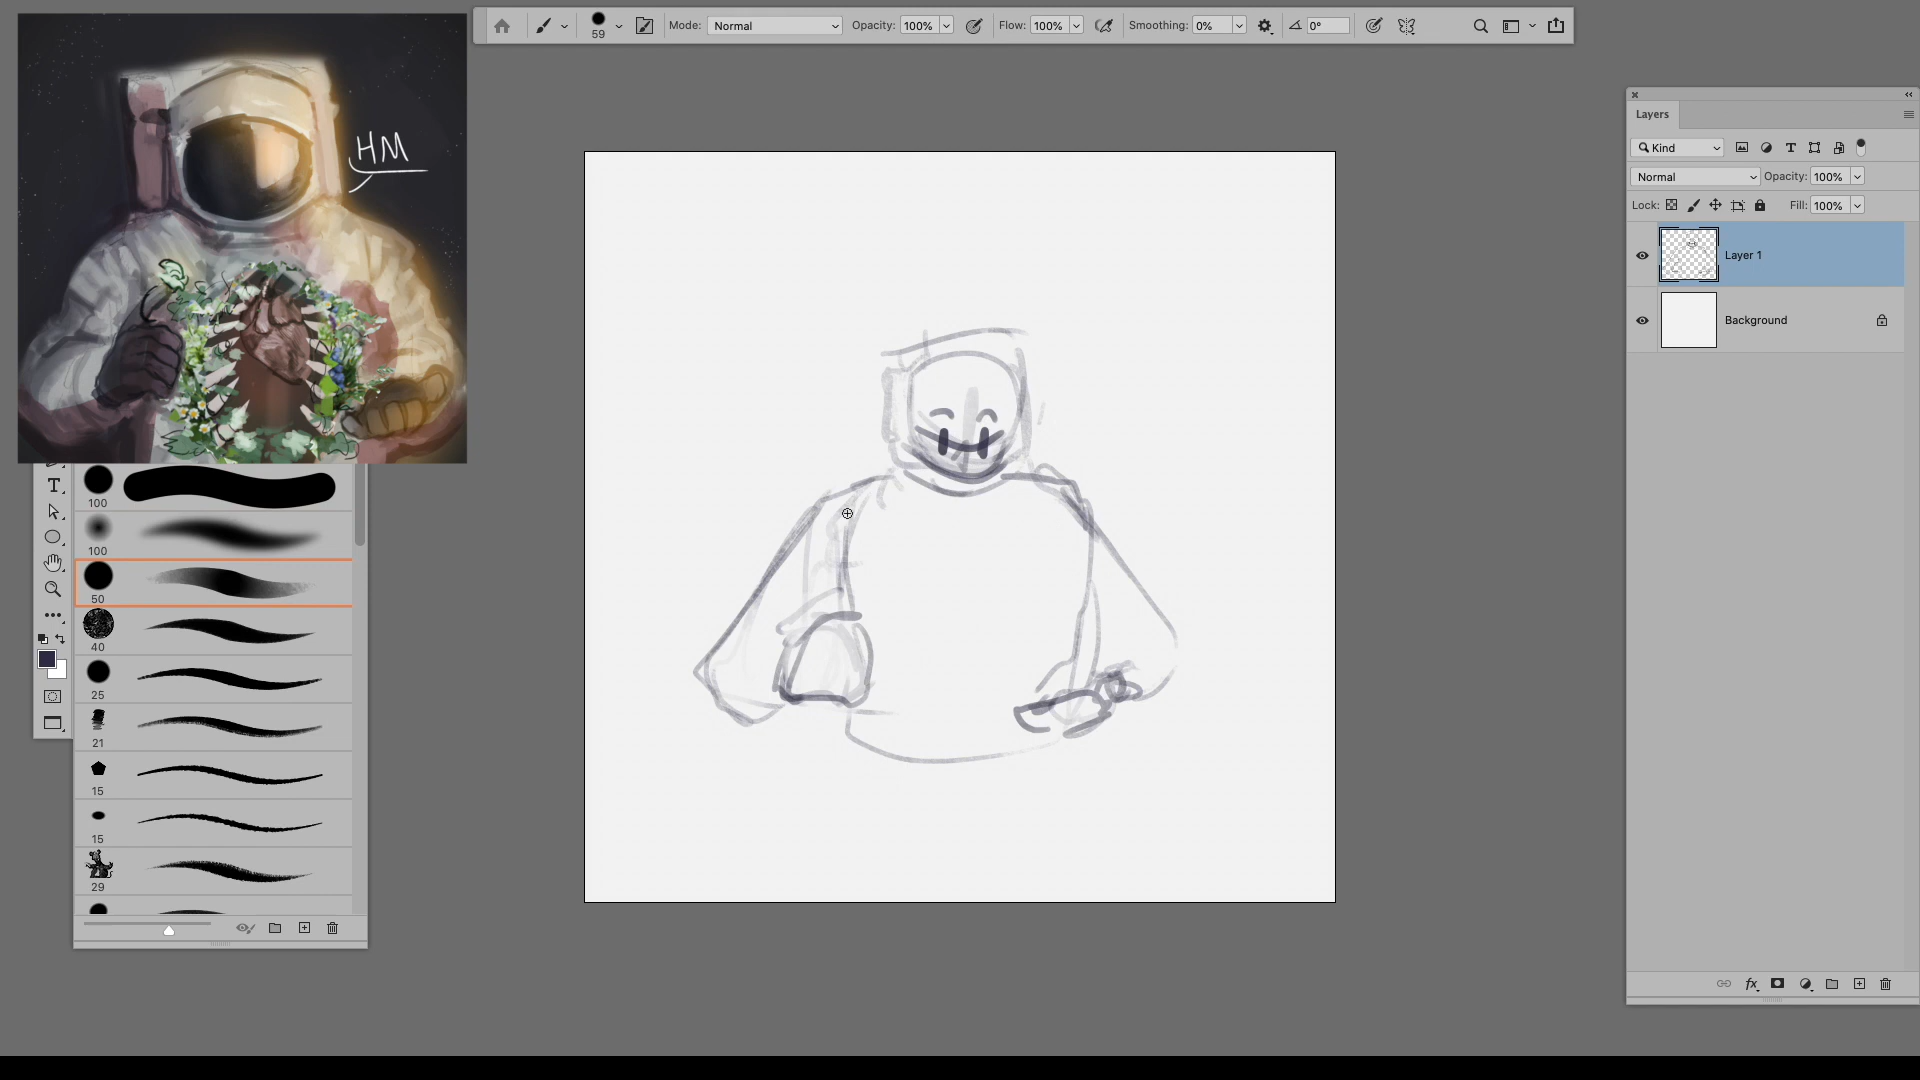 59
Mode: Normal
Opacity: 100%
Flow: 100%
Smoothing: 0%
0°
HM
Layers
Kind
Normal
Opacity: 100%
Lock:
Fill: 100%
Layer 1
Background
fx
T
T
100
100
50
40
25
21
15
15
29